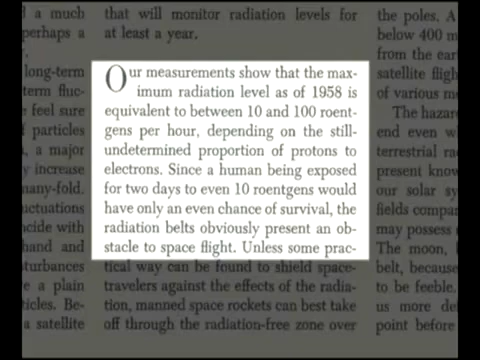 d a much
perhaps a
long-term
term fluc-
feel sure
particles
, a major
y increase
many-fold.
uctuations
ncide with
hand and
turbances
e a plain
ticles. Be-
a satellite
that will monitor radiation levels for
at least a year.
Our measurements show that the max-
imum radiation level as of 1958 is
equivalent to between 10 and 100 roent-
gens per hour, depending on the still-
undetermined proportion of protons to
electrons. Since a human being exposed
for two days to even 10 roentgens would
have only an even chance of survival, the
radiation belts obviously present an ob-
stacle to space flight. Unless some prac-
tical way can be found to shield space-
travelers against the effects of the radia-
tion, manned space rockets can best take
off through the radiation-free zone over
the poles. A
below 400 m
from the ear
satellite fligh
of various m
The hazar
end even w
terrestrial ra
present know
our solar sy
fields compa
may possess
The moon,
belt, because
to be feeble.
us more de
point before